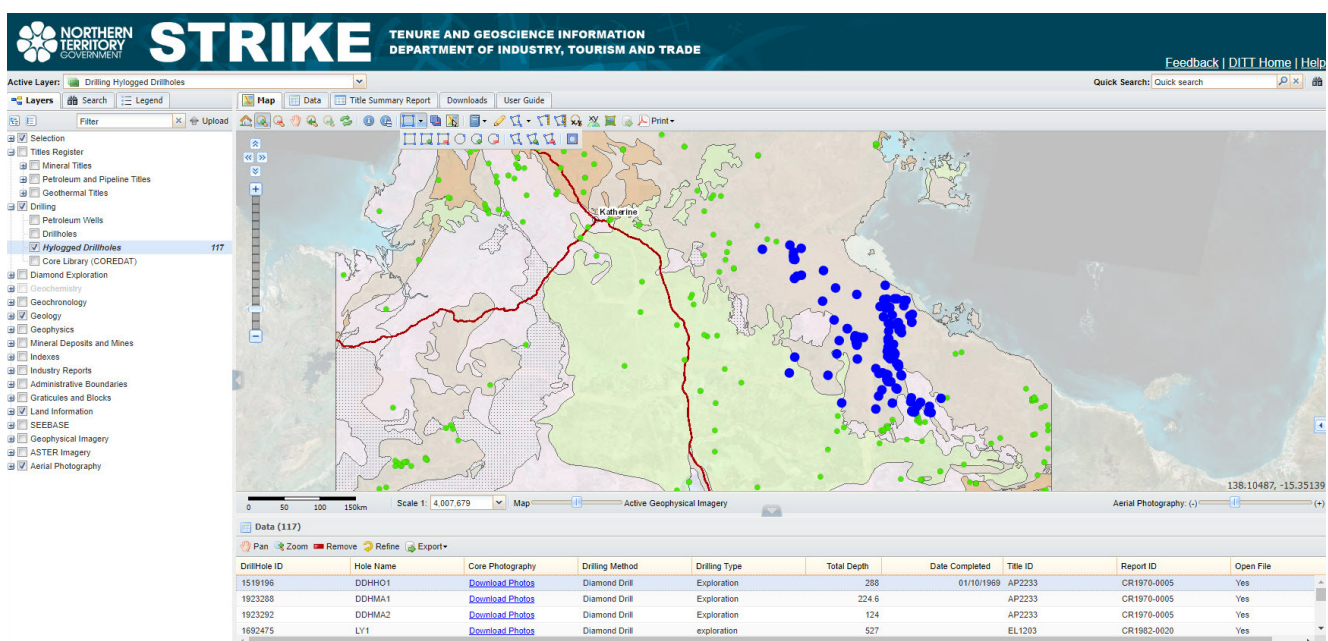 NORTHERN
TERRITORY
GOVERNMENT
STRIKE
TENURE AND GEOSCIENCE INFORMATION
DEPARTMENT OF INDUSTRY, TOURISM AND TRADE
Feedback | DITT Home | Help
Active Layer: Drilling Hylogged Drillholes
Quick Search: Quick search
Layers Search Legend
Map Data Title Summary Report Downloads User Guide
Filter Upload
Print
Selection
Titles Register
Mineral Titles
Petroleum and Pipeline Titles
Geothermal Titles
Drilling
Petroleum Wells
Drillholes
Hylogged Drillholes 117
Core Library (COREDAT)
Diamond Exploration
Geochemistry
Geochronology
Geology
Geophysics
Mineral Deposits and Mines
Indexes
Industry Reports
Administrative Boundaries
Graticules and Blocks
Land Information
SEEBASE
Geophysical Imagery
ASTER Imagery
Aerial Photography
Katherine
138.10487, -15.35139
0 50 100 150km
Scale 1: 4,007,679
Map Active Geophysical Imagery
Aerial Photography: (-) (+)
Data (117)
Pan Zoom Remove Refine Export
DrillHole ID Hole Name Core Photography Drilling Method Drilling Type Total Depth Date Completed Title ID Report ID Open File
1519196 DDHHO1 Download Photos Diamond Drill Exploration 288 01/10/1969 AP2233 CR1970-0005 Yes
1923288 DDHMA1 Download Photos Diamond Drill Exploration 224.6 AP2233 CR1970-0005 Yes
1923292 DDHMA2 Download Photos Diamond Drill Exploration 124 AP2233 CR1970-0005 Yes
1692475 LY1 Download Photos Diamond Drill exploration 527 EL1203 CR1982-0020 Yes